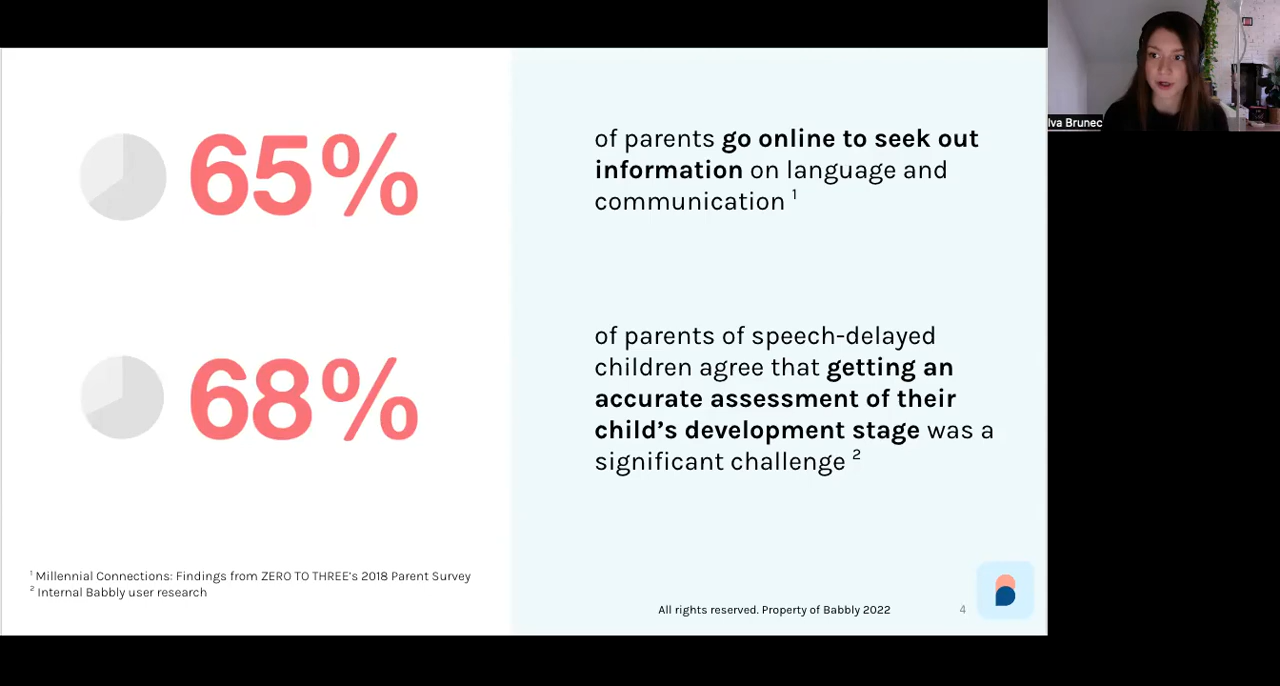 65%
of parents go online to seek out
information on language and
communication ¹
68%
of parents of speech-delayed
children agree that getting an
accurate assessment of their
child’s development stage was a
significant challenge ²
¹ Millennial Connections: Findings from ZERO TO THREE’s 2018 Parent Survey
² Internal Babbly user research
All rights reserved. Property of Babbly 2022
4
lva Brunec